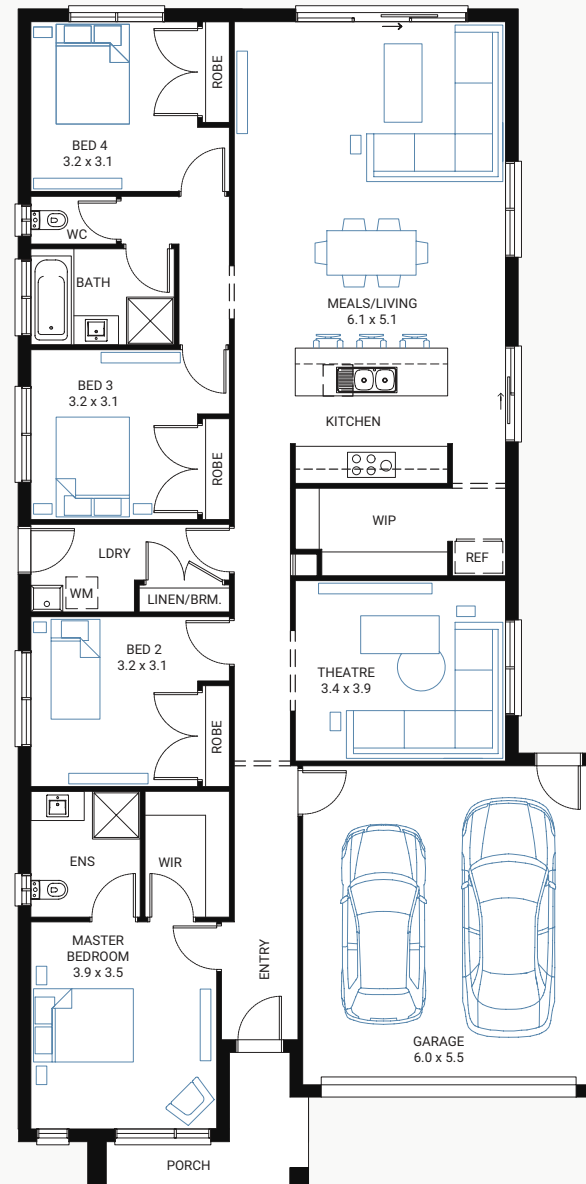 ROBE
BED 4
3.2 x 3.1
WC
BATH
MEALS/LIVING
6.1 x 5.1
BED 3
3.2 x 3.1
KITCHEN
ROBE
WIP
LDRY
REF
WM
LINEN/BRM.
BED 2
3.2 x 3.1
THEATRE
3.4 x 3.9
ROBE
ENS
WIR
MASTER
BEDROOM
3.9 x 3.5
ENTRY
GARAGE
6.0 x 5.5
PORCH